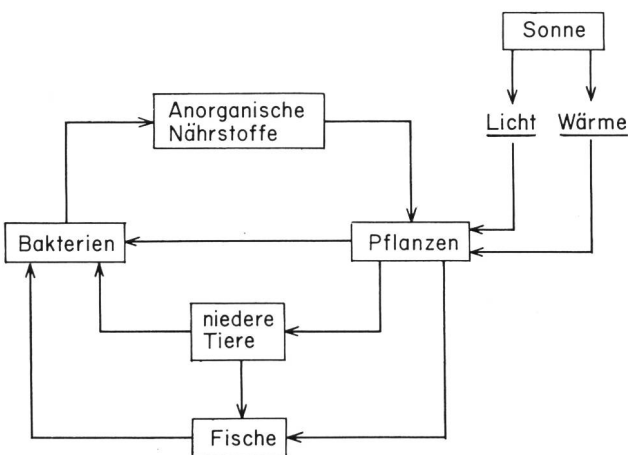 Sonne
Anorganische
Nährstoffe
Licht Wärme
Bakterien
Pflanzen
niedere
Tiere
Fische